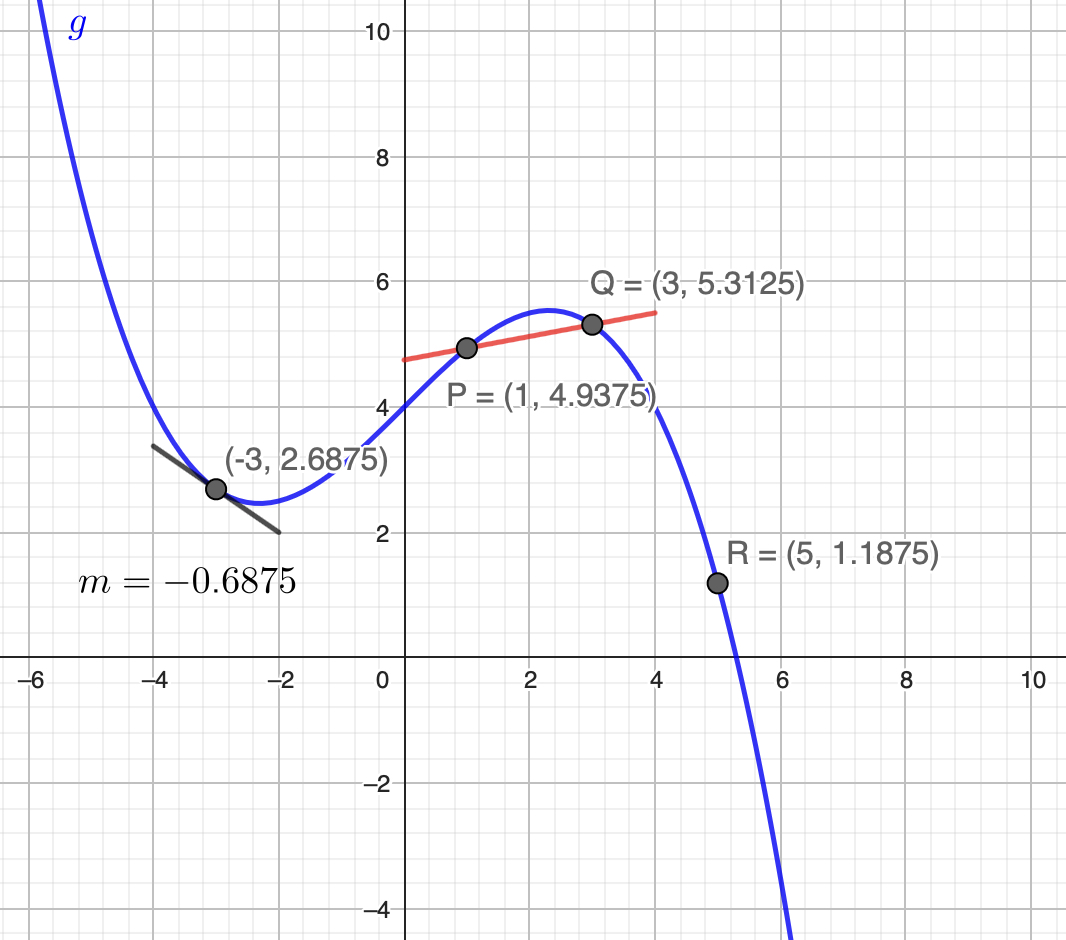 g
10
8
Q = (3, 5.3125)
6
P = (1, 4.9375)
4
(-3, 2.6875)
2
R = (5, 1.1875)
m = −0.6875
−6 −4 −2 0 2 4 6 8 10
−2
−4